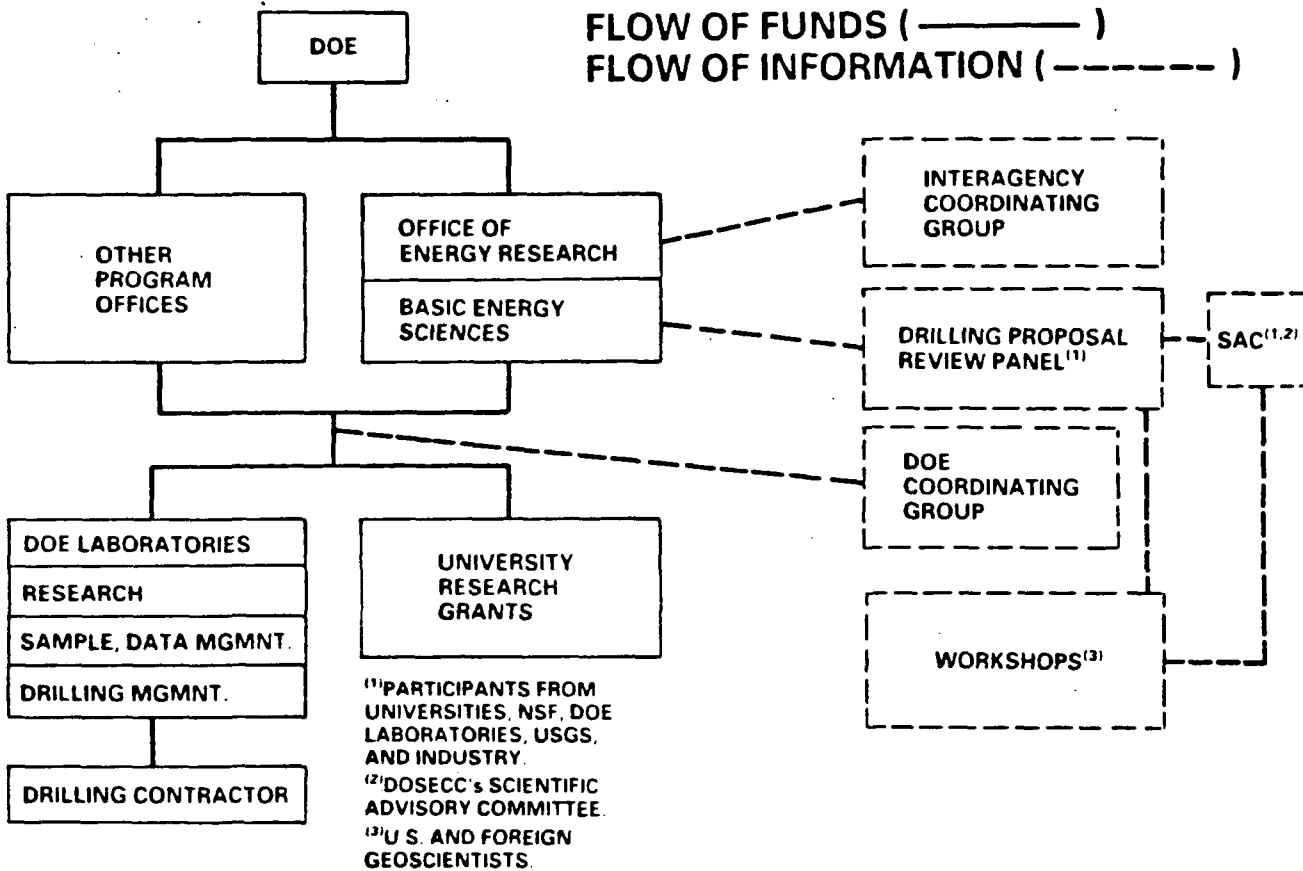 DOE
FLOW OF FUNDS ( ——— )
FLOW OF INFORMATION ( ------ )
OTHER
PROGRAM
OFFICES
OFFICE OF
ENERGY RESEARCH
BASIC ENERGY
SCIENCES
INTERAGENCY
COORDINATING
GROUP
DRILLING PROPOSAL
REVIEW PANEL(1)
SAC(1,2)
DOE
COORDINATING
GROUP
WORKSHOPS(3)
DOE LABORATORIES
RESEARCH
SAMPLE, DATA MGMNT.
DRILLING MGMNT.
DRILLING CONTRACTOR
UNIVERSITY
RESEARCH
GRANTS
(1)PARTICIPANTS FROM
UNIVERSITIES, NSF, DOE
LABORATORIES, USGS,
AND INDUSTRY.
(2)DOSECC's SCIENTIFIC
ADVISORY COMMITTEE.
(3)U S. AND FOREIGN
GEOSCIENTISTS.